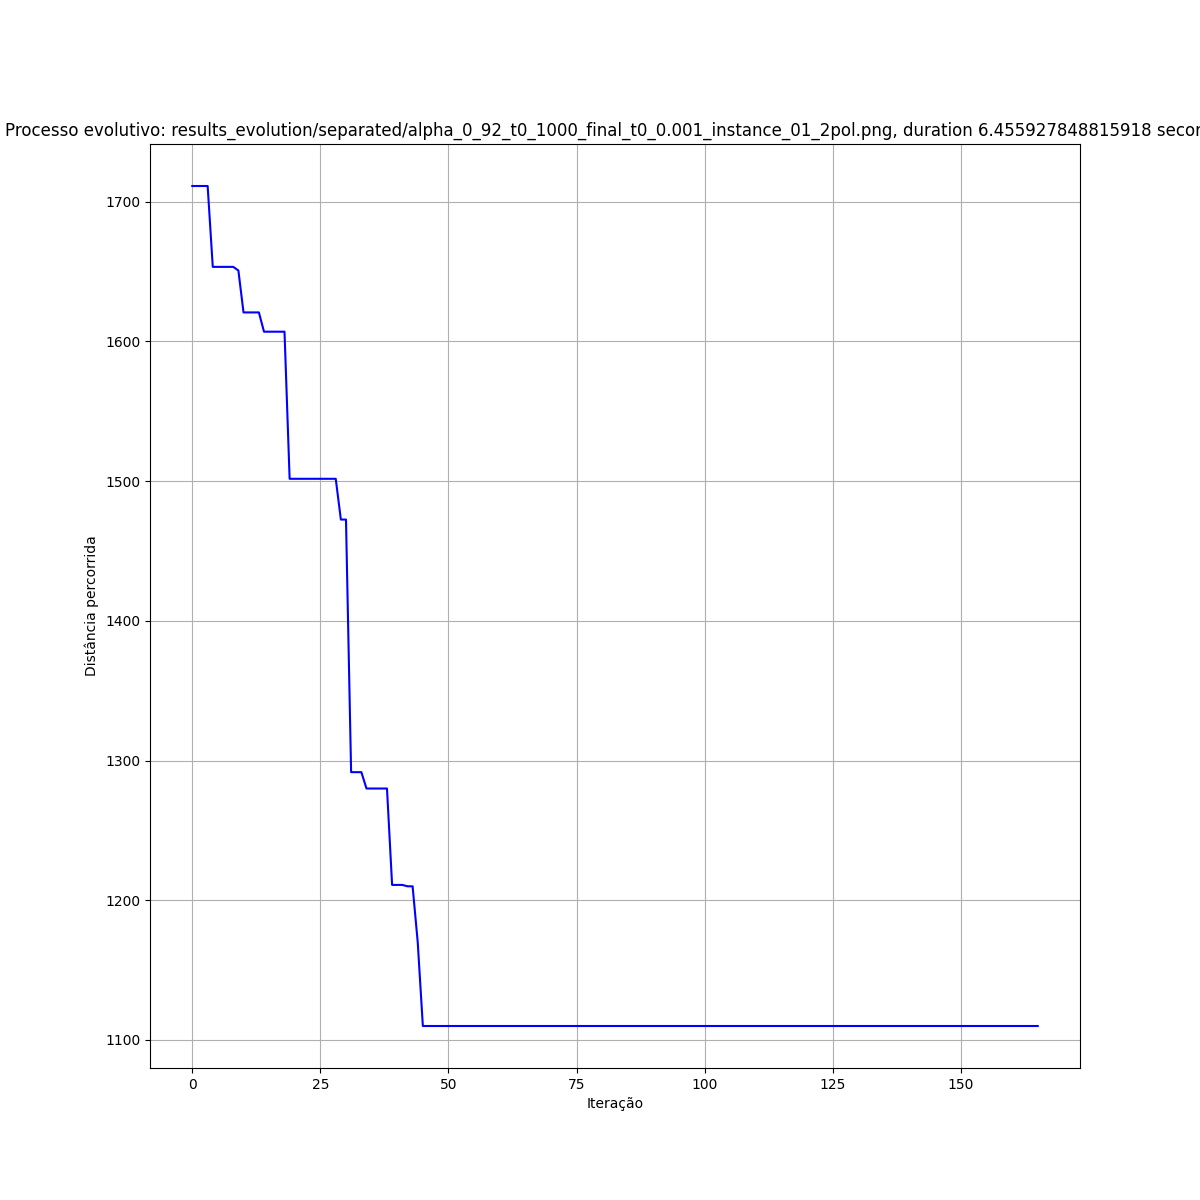 Processo evolutivo: results_evolution/separated/alpha_0_92_t0_1000_final_t0_0.001_instance_01_2pol.png, duration 6.455927848815918 secor
1700
1600
1500
1400
1300
1200
1100
Distância percorrida
0 25 50 75 100 125 150
Iteração